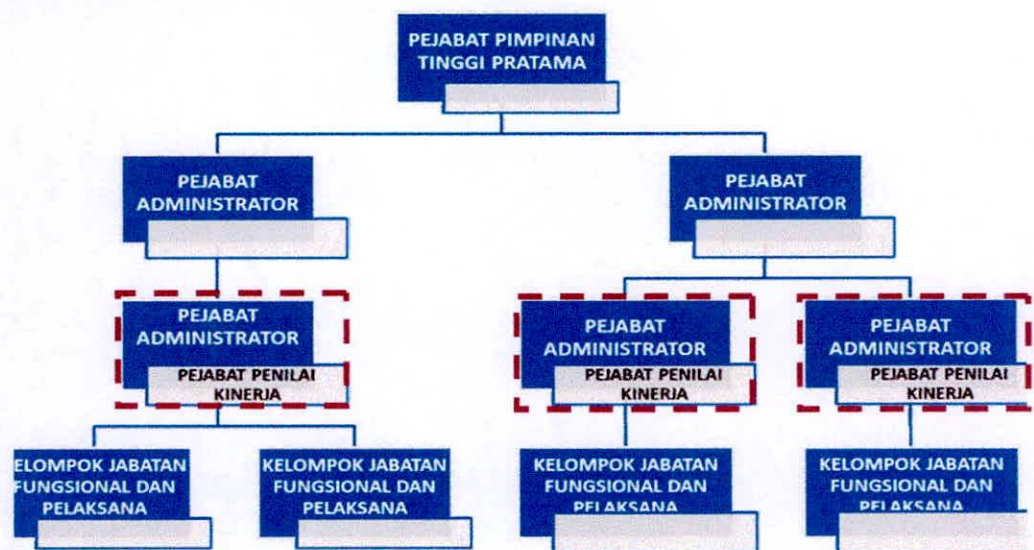 PEJABAT PIMPINAN
TINGGI PRATAMA
PEJABAT
ADMINISTRATOR
PEJABAT
ADMINISTRATOR
PEJABAT
ADMINISTRATOR
PEJABAT PENILAI
KINERJA
PEJABAT
ADMINISTRATOR
PEJABAT PENILAI
KINERJA
PEJABAT
ADMINISTRATOR
PEJABAT PENILAI
KINERJA
ELOMPOK JABATAN
FUNGSIONAL DAN
PELAKSANA
KELOMPOK JABATAN
FUNGSIONAL DAN
PELAKSANA
KELOMPOK JABATAN
FUNGSIONAL DAN
PELAKSANA
KELOMPOK JABATAN
FUNGSIONAL DAN
PELAKSANA